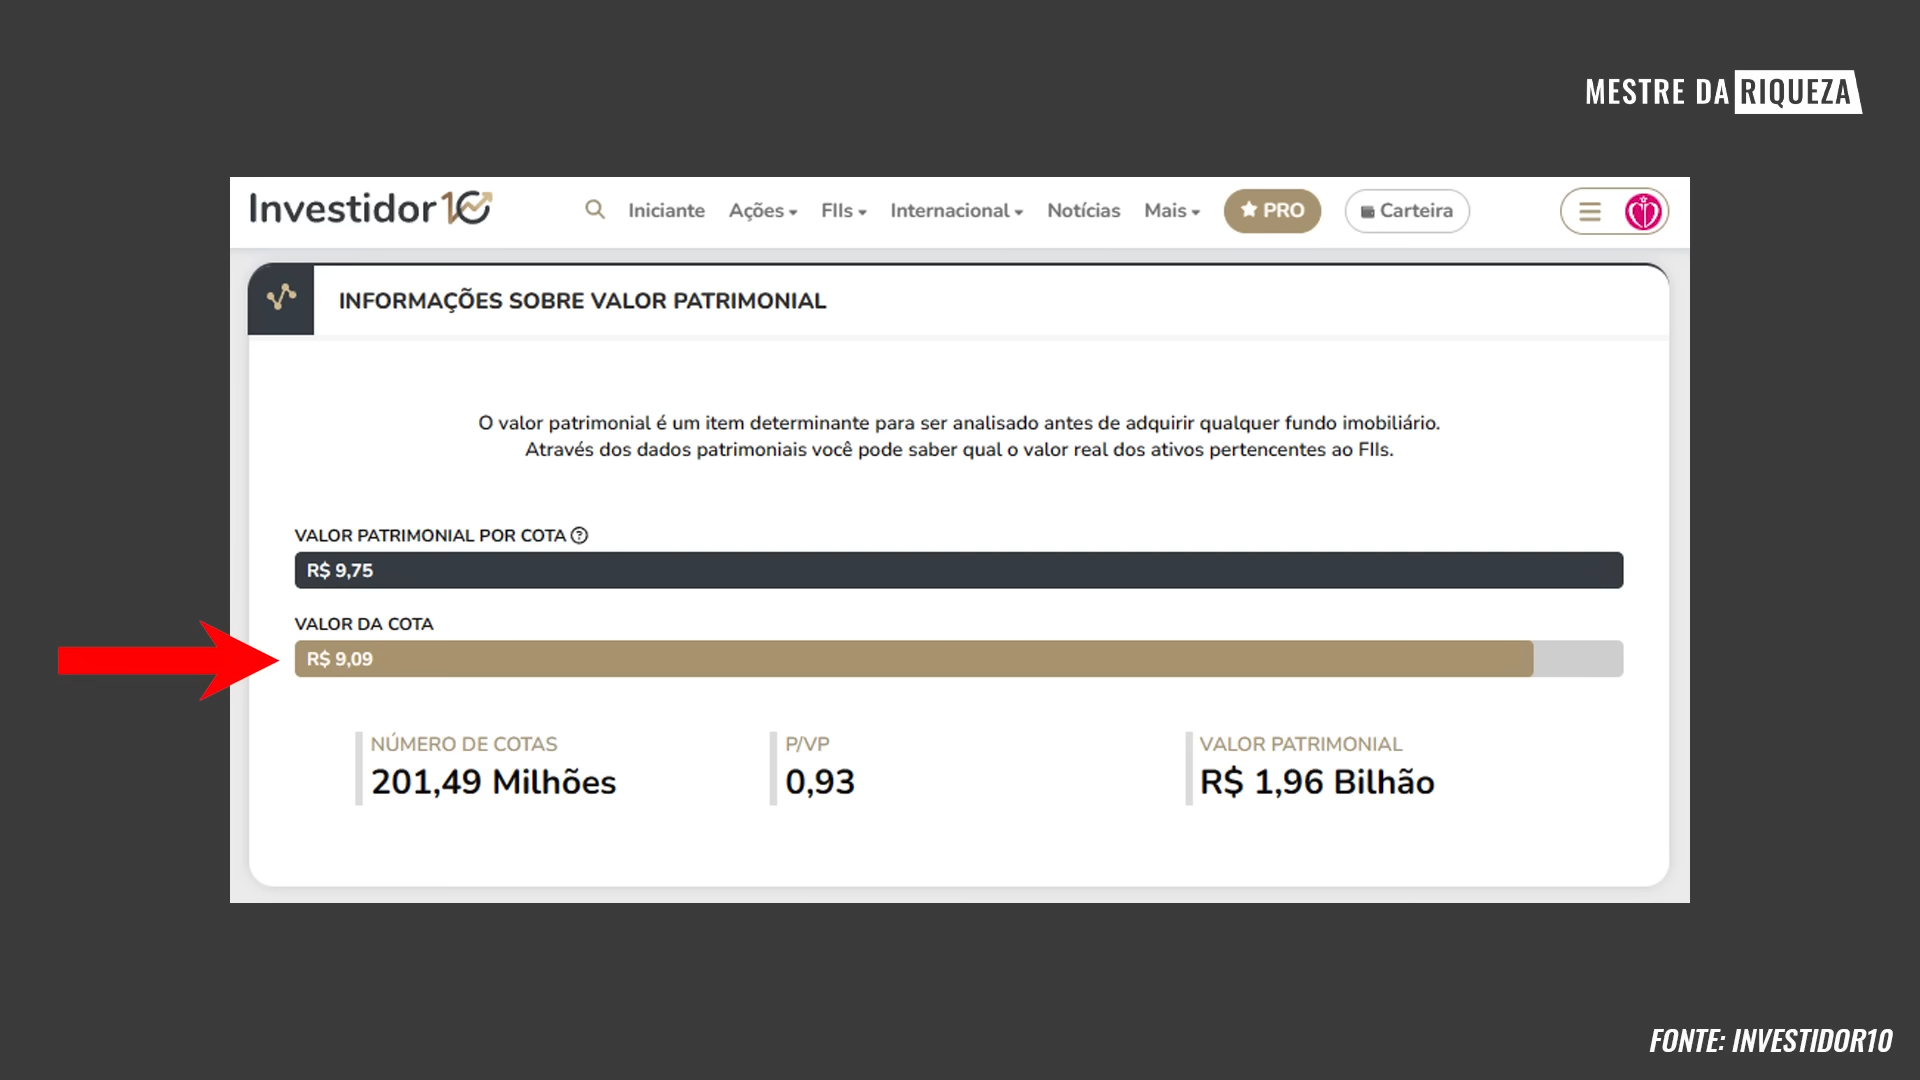 MESTRE DA RIQUEZA
Investidor 10
Iniciante Ações FIIs Internacional Notícias Mais PRO Carteira
INFORMAÇÕES SOBRE VALOR PATRIMONIAL
O valor patrimonial é um item determinante para ser analisado antes de adquirir qualquer fundo imobiliário.
Através dos dados patrimoniais você pode saber qual o valor real dos ativos pertencentes ao FIIs.
VALOR PATRIMONIAL POR COTA ?
R$ 9,75
VALOR DA COTA
R$ 9,09
NÚMERO DE COTAS
201,49 Milhões
P/VP
0,93
VALOR PATRIMONIAL
R$ 1,96 Bilhão
FONTE: INVESTIDOR10